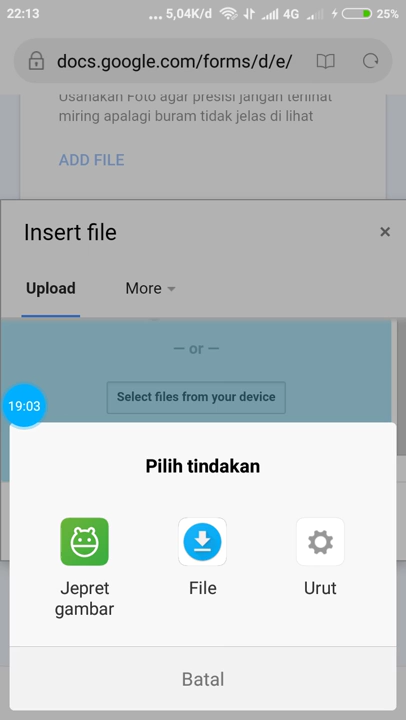 22:13
... 5,04K/d 4G 25%
docs.google.com/forms/d/e/
Usahakan Foto agar presisi jangan terlihat
miring apalagi buram tidak jelas di lihat
ADD FILE
Insert file
×
Upload
More
— or —
Select files from your device
19:03
Pilih tindakan
Jepret
gambar
File
Urut
Batal